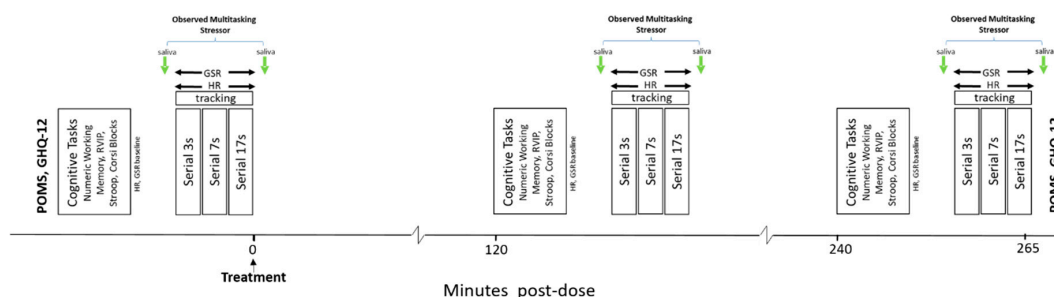 Observed Multitasking
Stressor
saliva
saliva
GSR
HR
tracking
POMS, GHQ-12
Cognitive Tasks
Numeric Working
Memory, RVIP,
Stroop, Corsi Blocks
HR, GSR baseline
Serial 3s
Serial 7s
Serial 17s
Observed Multitasking
Stressor
saliva
saliva
GSR
HR
tracking
Cognitive Tasks
Numeric Working
Memory, RVIP,
Stroop, Corsi Blocks
HR, GSR baseline
Serial 3s
Serial 7s
Serial 17s
Observed Multitasking
Stressor
saliva
saliva
GSR
HR
tracking
Cognitive Tasks
Numeric Working
Memory, RVIP,
Stroop, Corsi Blocks
HR, GSR baseline
Serial 3s
Serial 7s
Serial 17s
POMS, GHQ-12
0
120
240
265
Treatment
Minutes post-dose